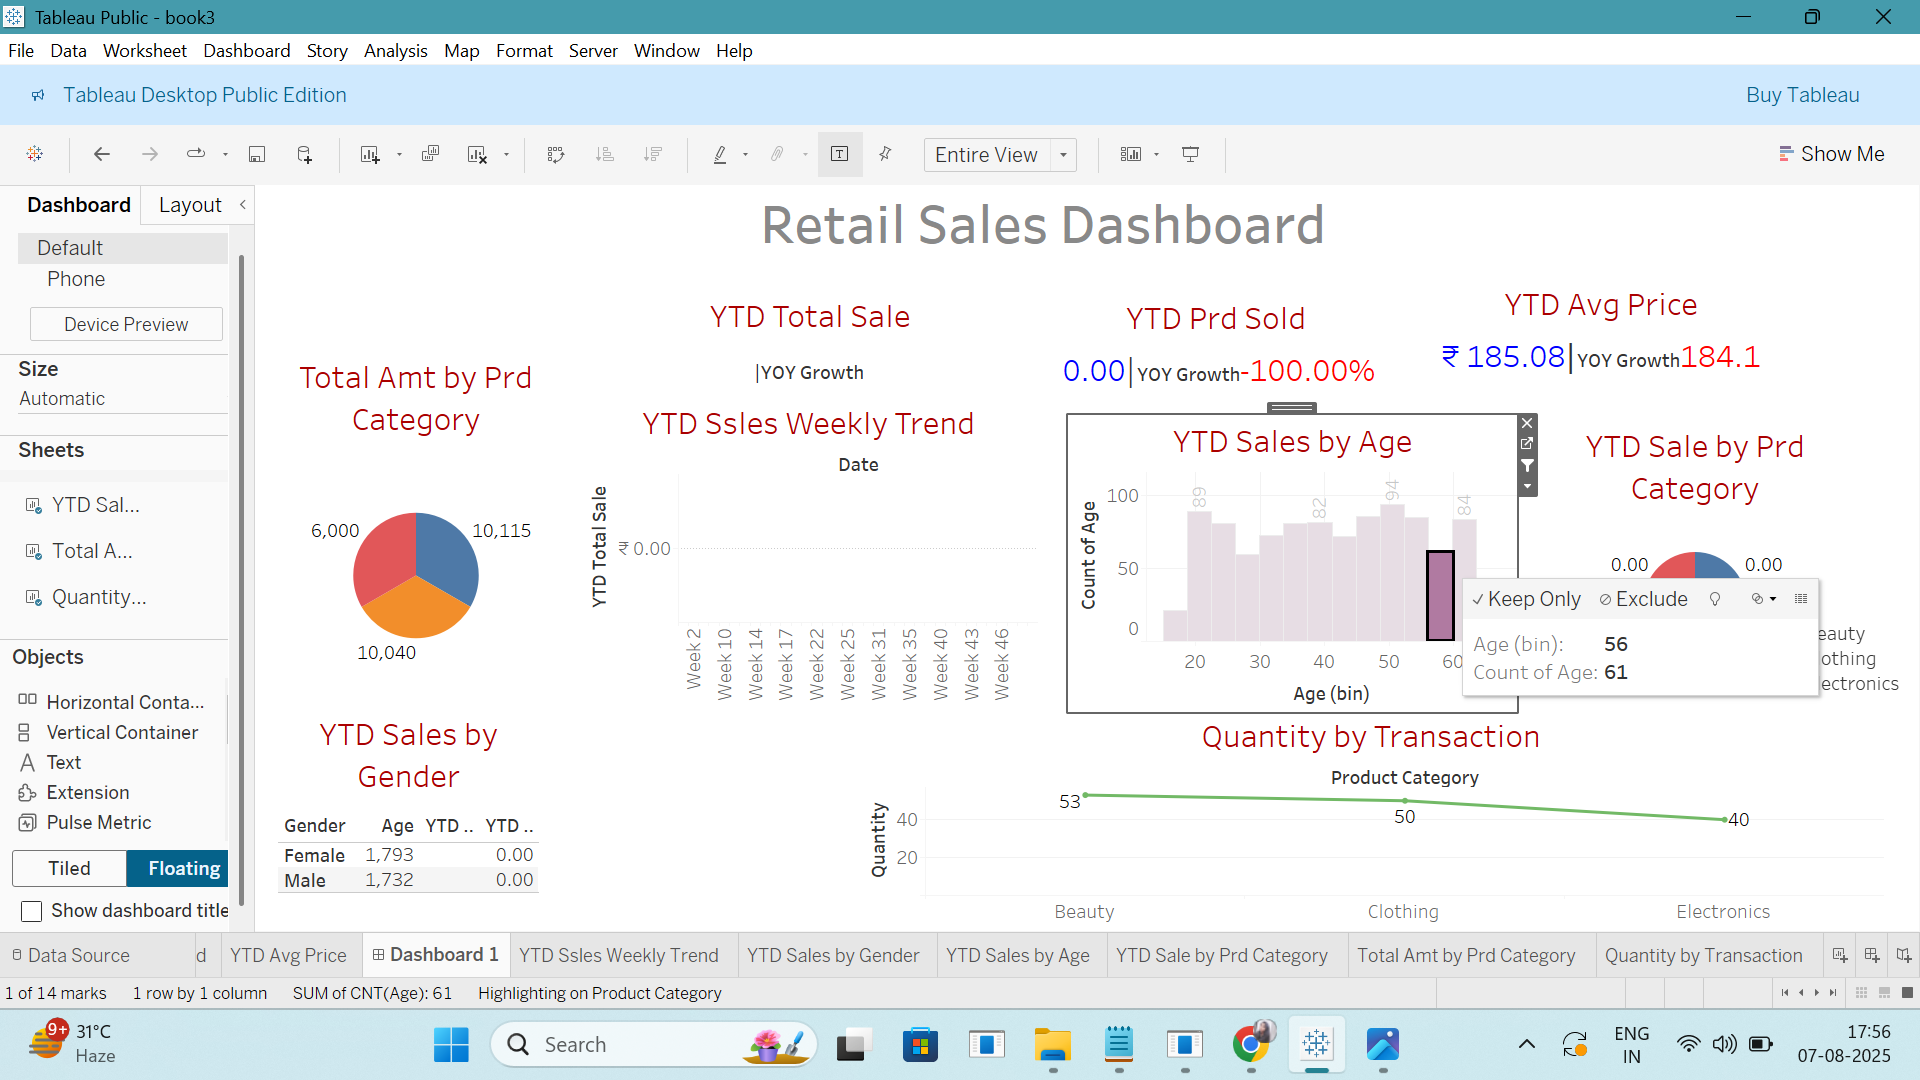 Tableau Public - book3
File Data Worksheet Dashboard Story Analysis Map Format Server Window Help
Tableau Desktop Public Edition
Buy Tableau
Entire View
Show Me
Dashboard
Layout
Default
Phone
Device Preview
Size
Automatic
Sheets
YTD Sal...
Total A...
Quantity...
Objects
Horizontal Conta...
Vertical Container
Text
Extension
Pulse Metric
Tiled
Floating
Show dashboard title
Retail Sales Dashboard
YTD Total Sale
|YOY Growth
YTD Prd Sold
0.00|YOY Growth-100.00%
YTD Avg Price
₹ 185.08|YOY Growth184.1
Total Amt by Prd
Category
6,000
10,115
10,040
YTD Ssles Weekly Trend
Date
YTD Total Sale
₹ 0.00
Week 2
Week 10
Week 14
Week 17
Week 22
Week 25
Week 31
Week 35
Week 40
Week 43
Week 46
YTD Sales by Age
Count of Age
100
50
0
89
82
94
84
20
30
40
50
60
Age (bin)
YTD Sale by Prd
Category
0.00
0.00
Keep Only
Exclude
Age (bin): 56
Count of Age: 61
eauty
othing
ectronics
YTD Sales by
Gender
Gender Age YTD .. YTD ..
Female 1,793 0.00
Male 1,732 0.00
Quantity by Transaction
Product Category
Quantity
40
20
53
50
40
Beauty
Clothing
Electronics
Data Source
d
YTD Avg Price
Dashboard 1
YTD Ssles Weekly Trend
YTD Sales by Gender
YTD Sales by Age
YTD Sale by Prd Category
Total Amt by Prd Category
Quantity by Transaction
1 of 14 marks
1 row by 1 column
SUM of CNT(Age): 61
Highlighting on Product Category
9+
31°C
Haze
Search
ENG
IN
17:56
07-08-2025